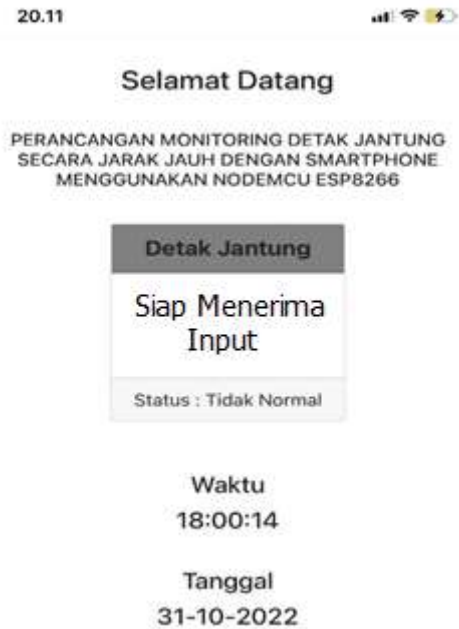 20.11
Selamat Datang
PERANCANGAN MONITORING DETAK JANTUNG
SECARA JARAK JAUH DENGAN SMARTPHONE
MENGGUNAKAN NODEMCU ESP8266
Detak Jantung
Siap Menerima
Input
Status : Tidak Normal
Waktu
18:00:14
Tanggal
31-10-2022